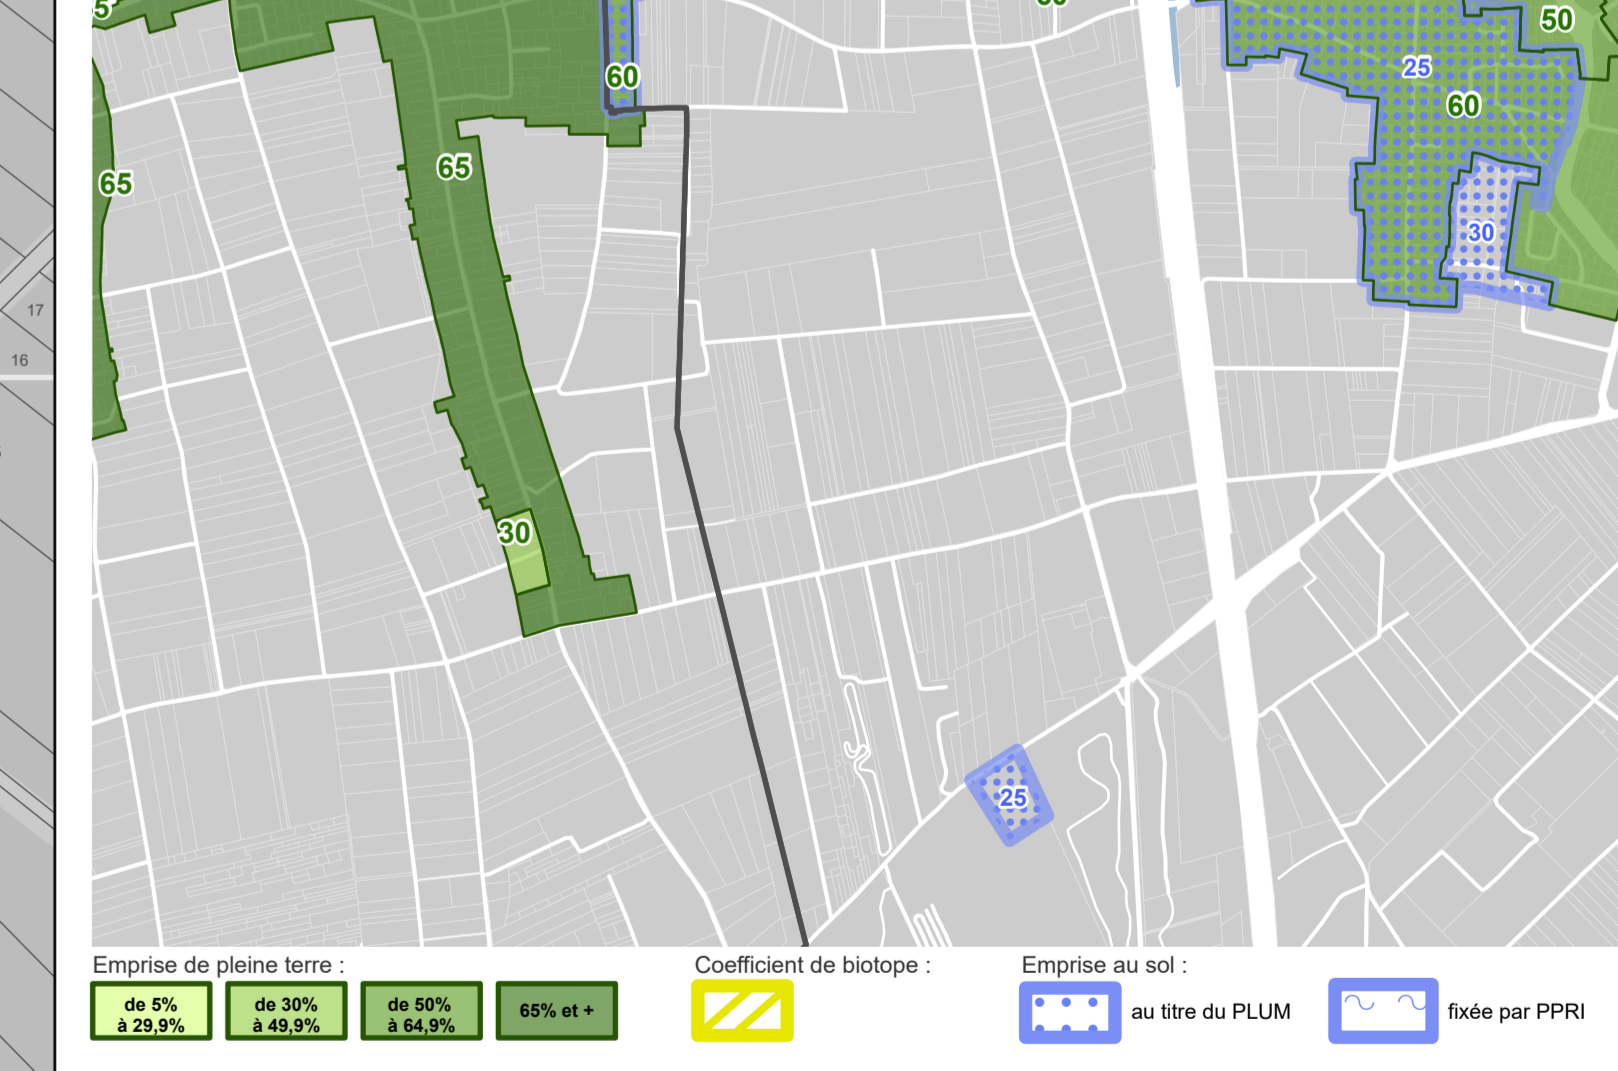 5
50
60
25
60
65
65
30
17
16
30
25
Emprise de pleine terre :
Coefficient de biotope :
Emprise au sol :
de 5%
à 29,9%
de 30%
à 49,9%
de 50%
à 64,9%
65% et +
au titre du PLUM
fixée par PPRI